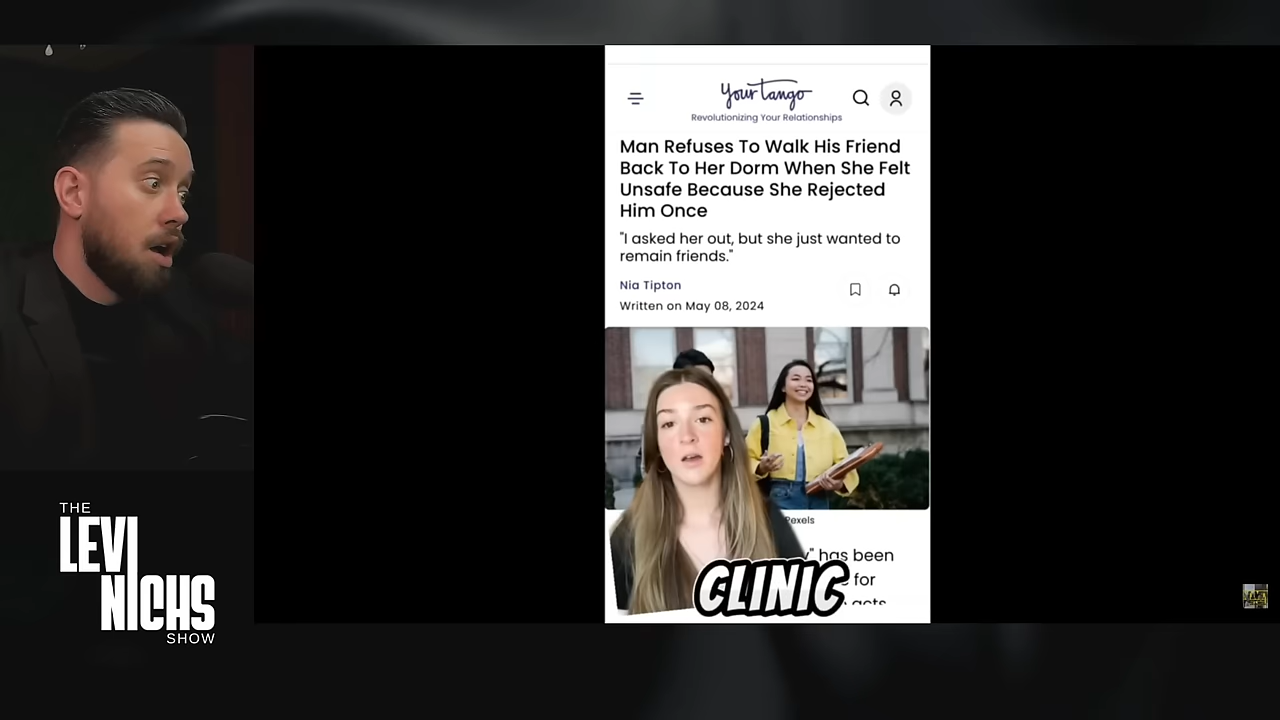 your tango
Revolutionizing Your Relationships
Man Refuses To Walk His Friend
Back To Her Dorm When She Felt
Unsafe Because She Rejected
Him Once
"I asked her out, but she just wanted to
remain friends."
Nia Tipton
Written on May 08, 2024
Pexels
" has been
for
acts
CLINIC
THE
LEVI
NICHS
SHOW